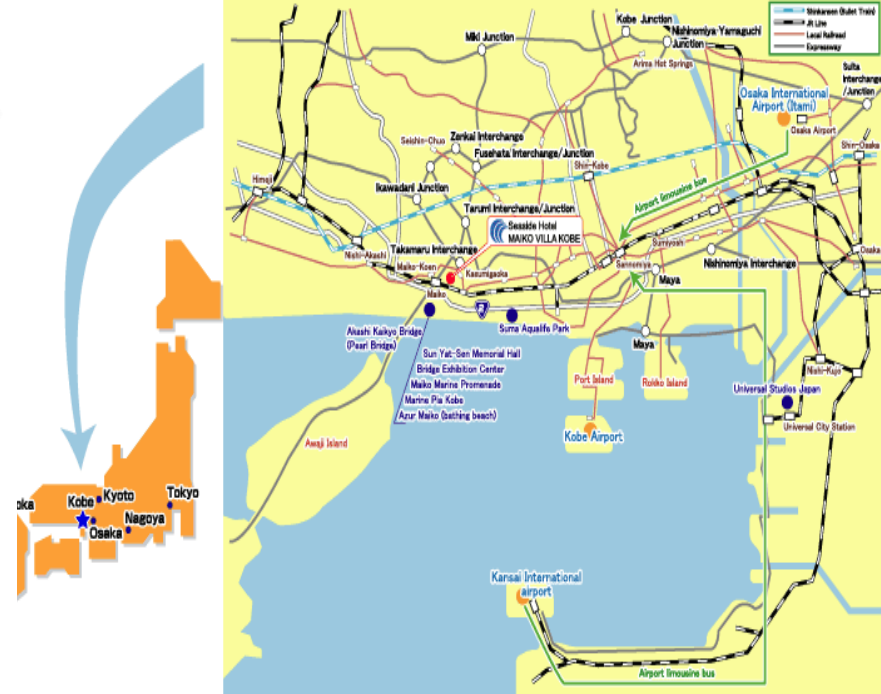 Shinkansen (Bullet Train)
JR Line
Local Railroad
Expressway
Kobe Junction
Nishinomiya-Yamaguchi
Junction
Miki Junction
Arima Hot Springs
Suita
Interchange
/Junction
Osaka International
Airport (Itami)
Osaka Airport
Zenkai Interchange
Seishin-Chuo
Fusehata Interchange/Junction
Shin-Kobe
Shin-Osaka
Himeji
Ikawadani Junction
Airport limousine bus
Tarumi Interchange/Junction
Seaside Hotel
MAIKO VILLA KOBE
Takamaru Interchange
Nishi-Akashi
Sumiyoshi
Osaka
Maiko-Koen
Kasumigaoka
Sannomiya
Nishinomiya Interchange
Maya
Maiko
2
Akashi Kaikyo Bridge
(Pearl Bridge)
Suma Aqualife Park
Maya
Sun Yat-Sen Memorial Hall
Bridge Exhibition Center
Maiko Marine Promenade
Marine Pia Kobe
Azur Maiko (bathing beach)
Port Island
Rokko Island
Nishi-Kujo
Universal Studios Japan
Universal City Station
Awaji Island
Kobe Airport
Kansai International
airport
Airport limousine bus
oka
Kobe
Kyoto
Tokyo
Osaka
Nagoya